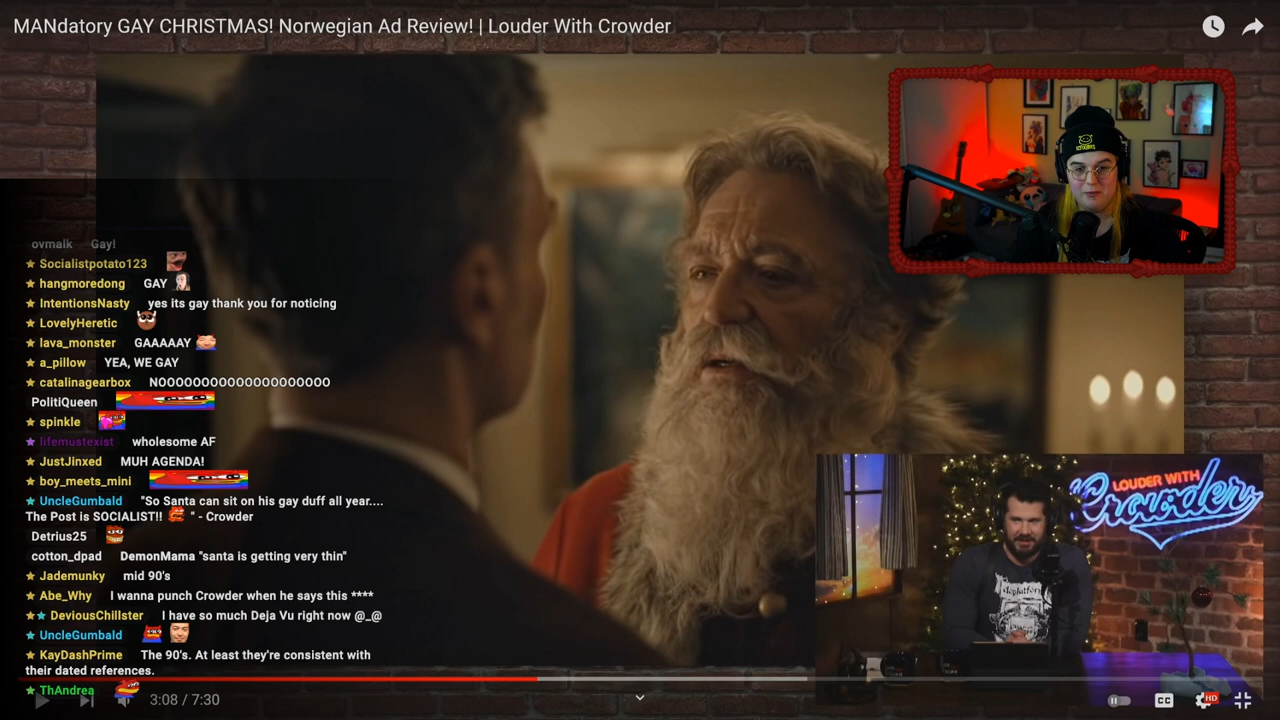 MANdatory GAY CHRISTMAS! Norwegian Ad Review! | Louder With Crowder
ovmalk Gay!
Socialistpotato123
hangmoredong GAY
IntentionsNasty yes its gay thank you for noticing
LovelyHeretic
lava_monster GAAAAAY
a_pillow YEA, WE GAY
catalinagearbox NOOOOOOOOOOOOOOOOOOOO
PolitiQueen
spinkle
lifemustexist wholesome AF
JustJinxed MUH AGENDA!
boy_meets_mini
UncleGumbald "So Santa can sit on his gay duff all year....
The Post is SOCIALIST!! " - Crowder
Detrius25
cotton_dpad DemonMama "santa is getting very thin"
Jademunky mid 90's
Abe_Why I wanna punch Crowder when he says this ****
DeviousChillster I have so much Deja Vu right now @_@
UncleGumbald
KayDashPrime The 90's. At least they're consistent with
their dated references.
ThAndrea
3:08 / 7:30
LOUDER WITH
Crowder
CC
HD